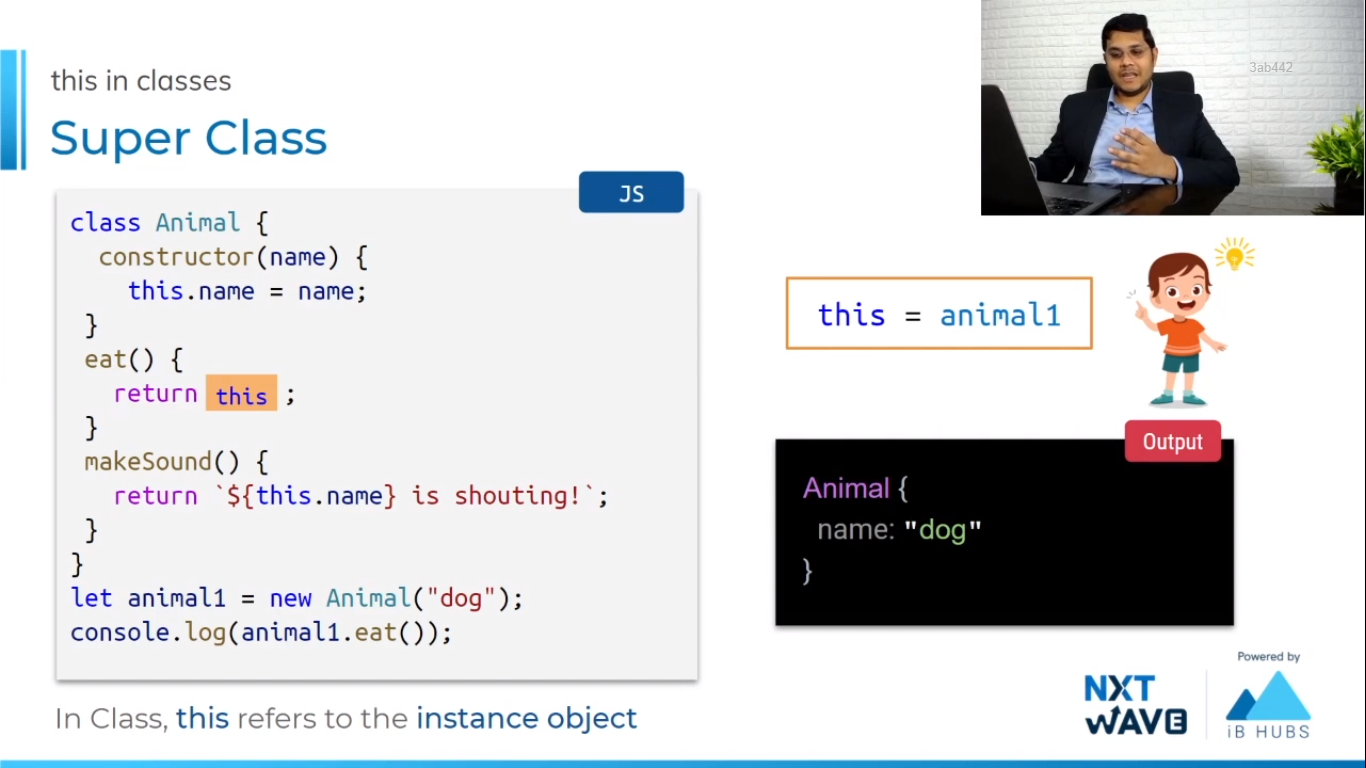 this in classes
Super Class
JS
class Animal {
constructor(name) {
this.name = name;
}
eat() {
return this ;
}
makeSound() {
return `${this.name} is shouting!`;
}
}
let animal1 = new Animal("dog");
console.log(animal1.eat());
In Class, this refers to the instance object
3ab442
this = animal1
Output
Animal {
name: "dog"
}
NXT
WAVE
Powered by
iB HUBS